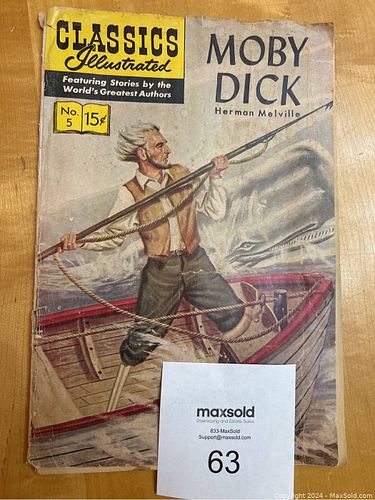 CLASSICS
Illustrated
Featuring Stories by the
World's Greatest Authors
No.
5
15¢
MOBY
DICK
Herman Melville
maxsold
Downsizing and Estate Sales
833-MaxSold
Support@maxsold.com
63
Copyright 2024 - MaxSold.com